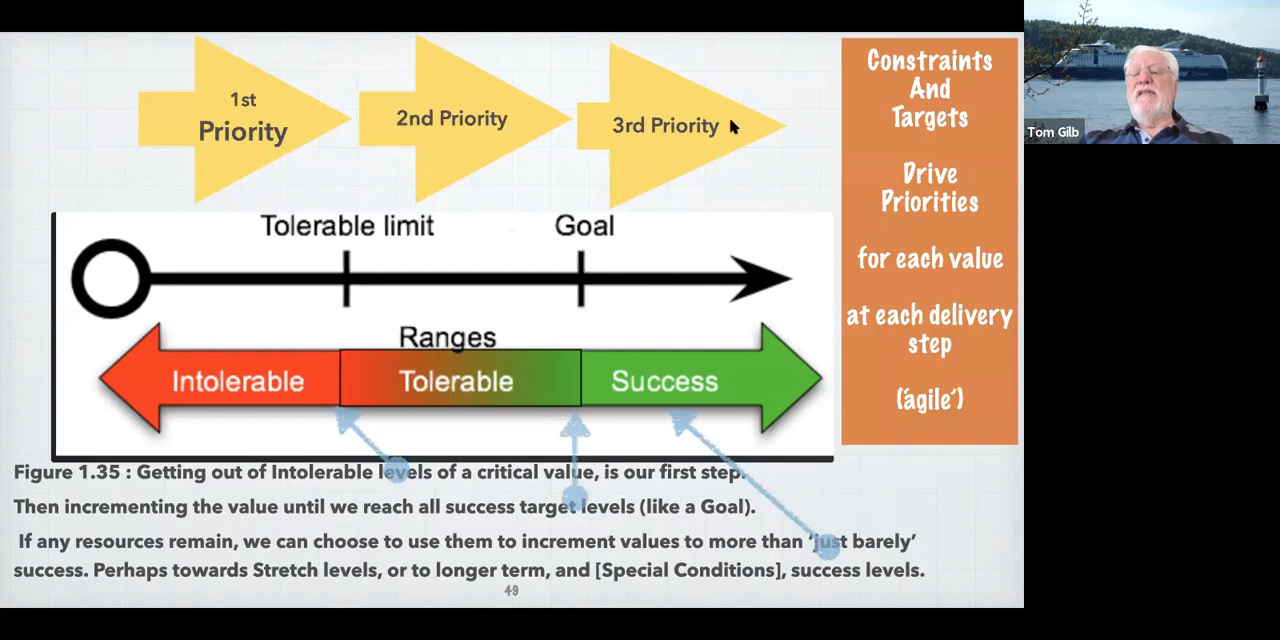 1st
Priority
2nd Priority
3rd Priority
Constraints
And
Targets
Drive
Priorities
for each value
at each delivery
step
(‘agile’)
Tom Gilb
Tolerable limit
Goal
Ranges
Intolerable
Tolerable
Success
Figure 1.35 : Getting out of Intolerable levels of a critical value, is our first step.
Then incrementing the value until we reach all success target levels (like a Goal).
If any resources remain, we can choose to use them to increment values to more than ‘just barely’
success. Perhaps towards Stretch levels, or to longer term, and [Special Conditions], success levels.
49